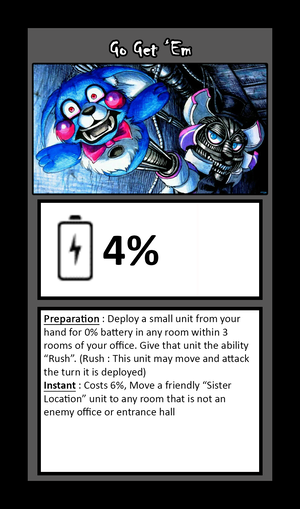 Go Get ‘Em
4%
Preparation : Deploy a small unit from your
hand for 0% battery in any room within 3
rooms of your office. Give that unit the ability
“Rush”. (Rush : This unit may move and attack
the turn it is deployed)
Instant : Costs 6%, Move a friendly “Sister
Location” unit to any room that is not an
enemy office or entrance hall